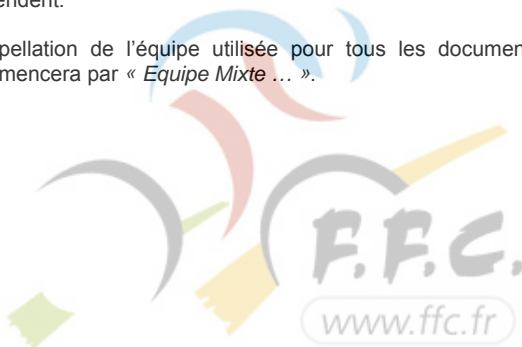 endent.
pellation de l’équipe utilisée pour tous les documen
mencera par « Equipe Mixte … ».
F.F.C.
www.ffc.fr